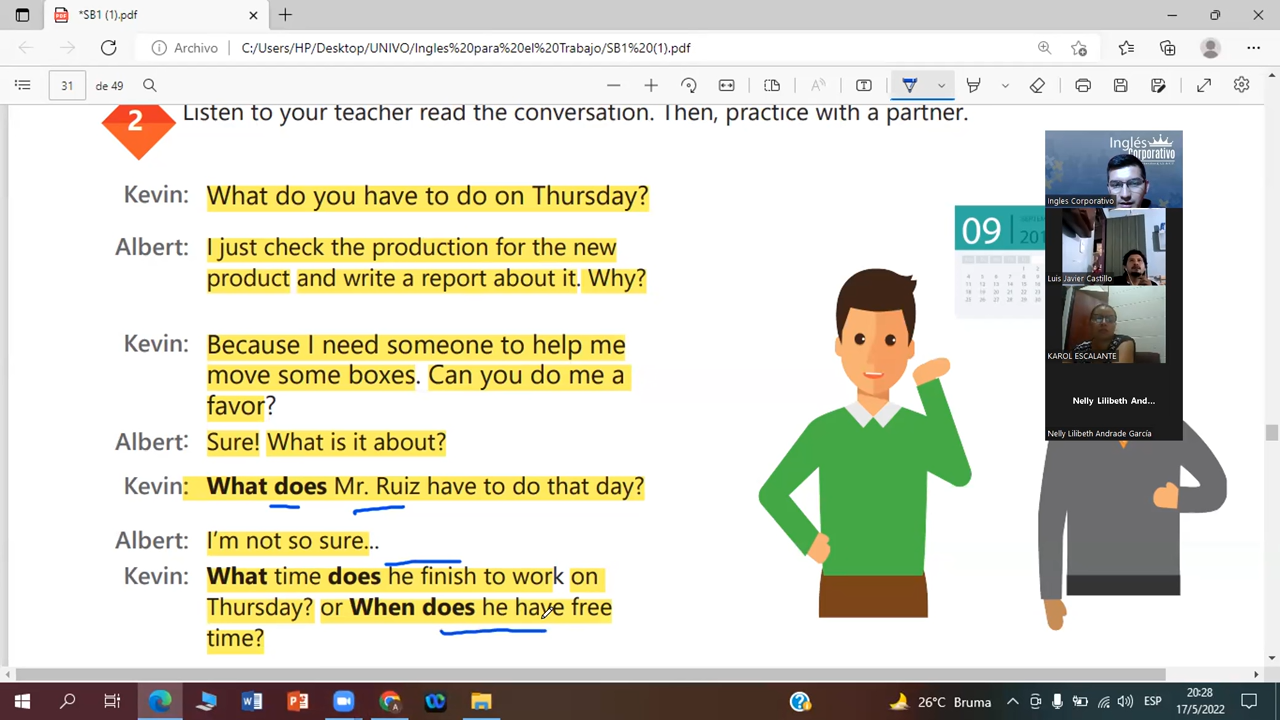 *SB1 (1).pdf
Archivo C:/Users/HP/Desktop/UNIVO/Ingles%20para%20el%20Trabajo/SB1%20(1).pdf
31 de 49
2 Listen to your teacher read the conversation. Then, practice with a partner.
Kevin: What do you have to do on Thursday?
Albert: I just check the production for the new
product and write a report about it. Why?
Kevin: Because I need someone to help me
move some boxes. Can you do me a
favor?
Albert: Sure! What is it about?
Kevin: What does Mr. Ruiz have to do that day?
Albert: I'm not so sure...
Kevin: What time does he finish to work on
Thursday? or When does he have free
time?
09
201
Inglés
Corporativo
Ingles Corporativo
Luis Javier Castillo
KAROL ESCALANTE
Nelly Lilibeth And...
Nelly Lilibeth Andrade García
26°C Bruma
ESP
20:28
17/5/2022